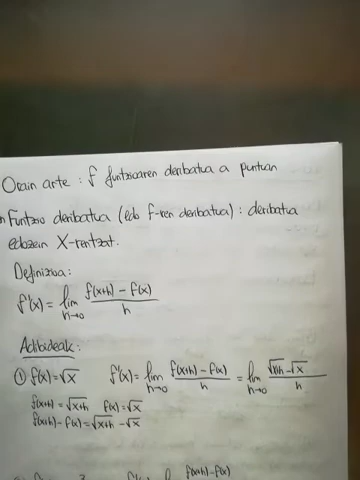 Orain arte : f funtzioaren deribatua a puntuan
Funtzio deribatua (edo f-ren deribatua) : deribatua
edozein X-rentzat.
Definizioa:
f'(x) = lim h→0 f(x+h) - f(x) / h
Adibideak:
① f(x) = √x f'(x) = lim h→0 f(x+h) - f(x) / h = lim h→0 √x+h - √x / h
f(x+h) = √x+h f(x) = √x
f(x+h) - f(x) = √x+h - √x
f(x+h) - f(x)